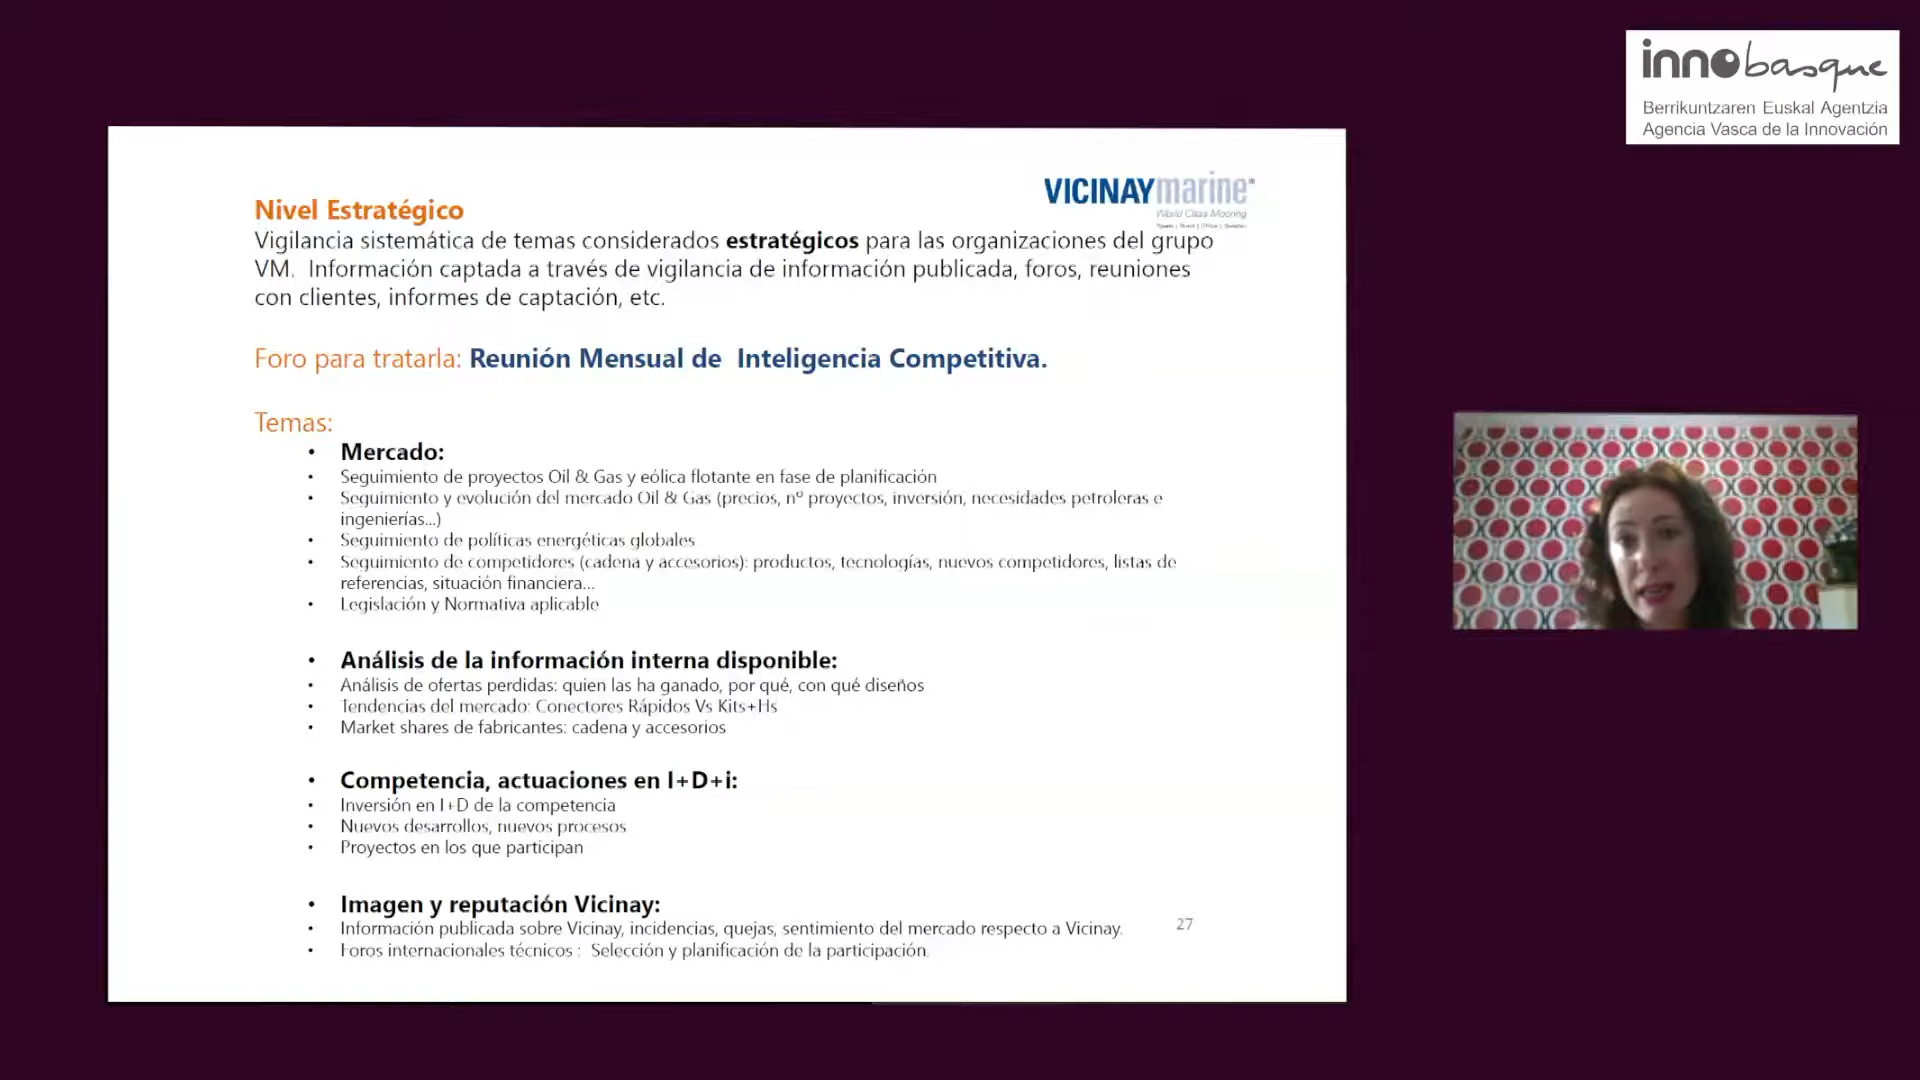 innobasque
Berrikuntzaren Euskal Agentzia
Agencia Vasca de la Innovación
VICINAYmarine®
World Class Mooring
Nivel Estratégico
Vigilancia sistemática de temas considerados estratégicos para las organizaciones del grupo
VM. Información captada a través de vigilancia de información publicada, foros, reuniones
con clientes, informes de captación, etc.
Foro para tratarla: Reunión Mensual de Inteligencia Competitiva.
Temas:
• Mercado:
• Seguimiento de proyectos Oil & Gas y eólica flotante en fase de planificación
• Seguimiento y evolución del mercado Oil & Gas (precios, nº proyectos, inversión, necesidades petroleras e
ingenierías...)
• Seguimiento de políticas energéticas globales
• Seguimiento de competidores (cadena y accesorios): productos, tecnologías, nuevos competidores, listas de
referencias, situación financiera...
• Legislación y Normativa aplicable
• Análisis de la información interna disponible:
• Análisis de ofertas perdidas: quien las ha ganado, por qué, con qué diseños
• Tendencias del mercado: Conectores Rápidos Vs Kits+Hs
• Market shares de fabricantes: cadena y accesorios
• Competencia, actuaciones en I+D+i:
• Inversión en I+D de la competencia
• Nuevos desarrollos, nuevos procesos
• Proyectos en los que participan
• Imagen y reputación Vicinay:
• Información publicada sobre Vicinay, incidencias, quejas, sentimiento del mercado respecto a Vicinay.
• Foros internacionales técnicos : Selección y planificación de la participación.
27